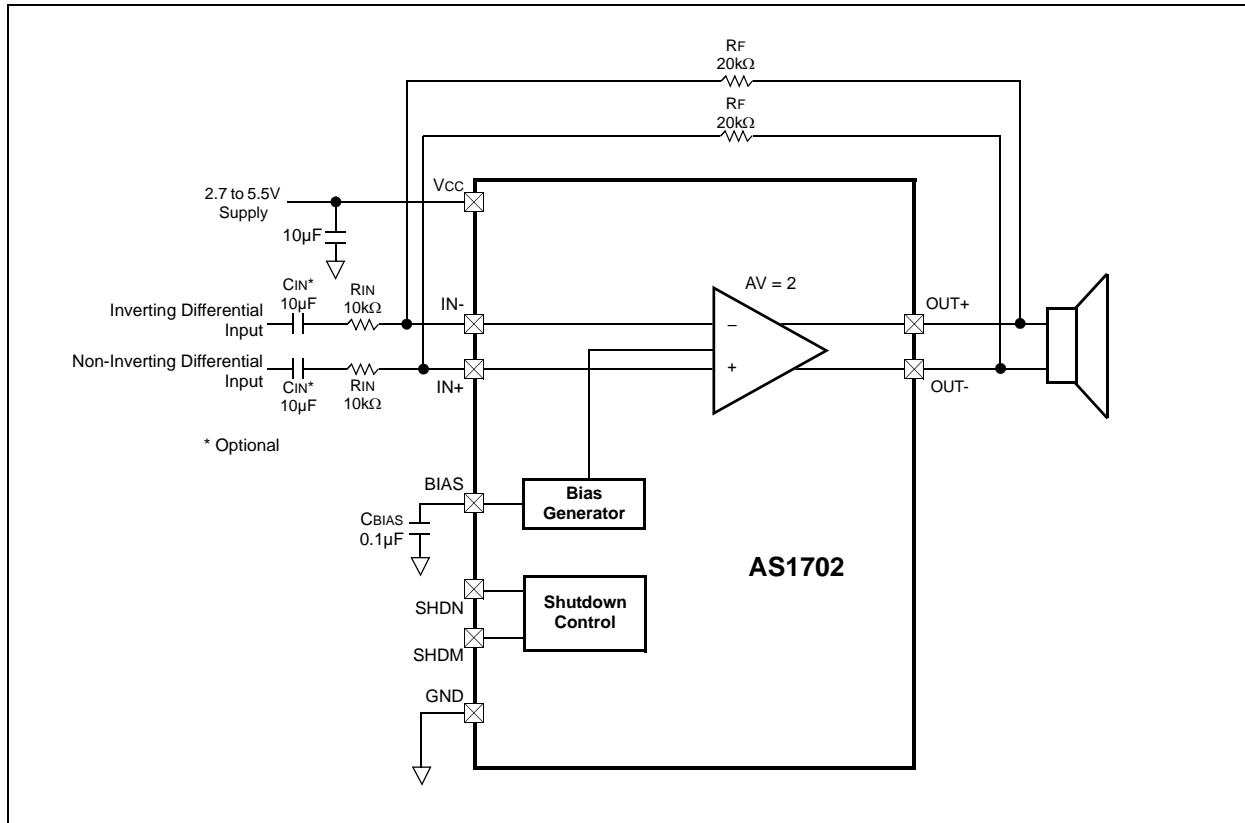 RF
20kΩ
RF
20kΩ
VCC
2.7 to 5.5V
Supply
10µF
CIN*
10µF
RIN
10kΩ
IN-
AV = 2
OUT+
Inverting Differential
Input
–
Non-Inverting Differential
Input
+
CIN*
10µF
RIN
10kΩ
IN+
OUT-
* Optional
BIAS
Bias
Generator
CBIAS
0.1µF
AS1702
SHDN
Shutdown
Control
SHDM
GND